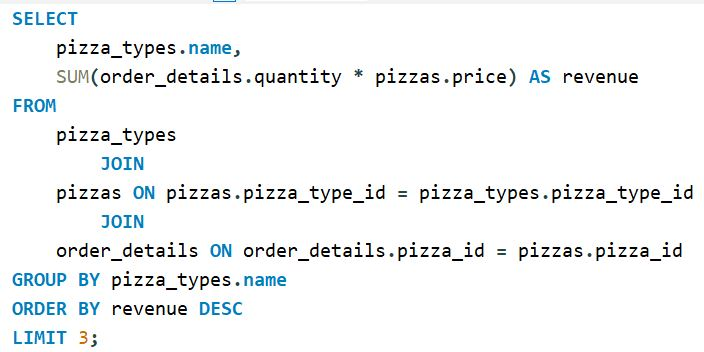 SELECT
pizza_types.name,
SUM(order_details.quantity * pizzas.price) AS revenue
FROM
pizza_types
JOIN
pizzas ON pizzas.pizza_type_id = pizza_types.pizza_type_id
JOIN
order_details ON order_details.pizza_id = pizzas.pizza_id
GROUP BY pizza_types.name
ORDER BY revenue DESC
LIMIT 3;